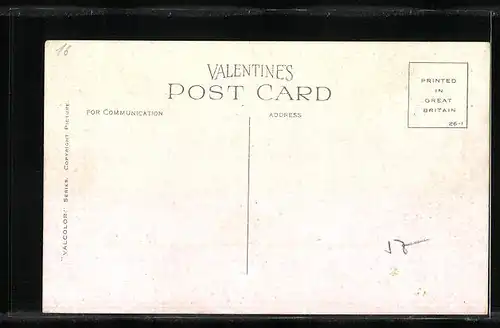 16
VALENTINE'S
POST CARD
FOR COMMUNICATION
ADDRESS
PRINTED
IN
GREAT
BRITAIN
26-1
"VALCOLOR" SERIES. COPYRIGHT PICTURE.